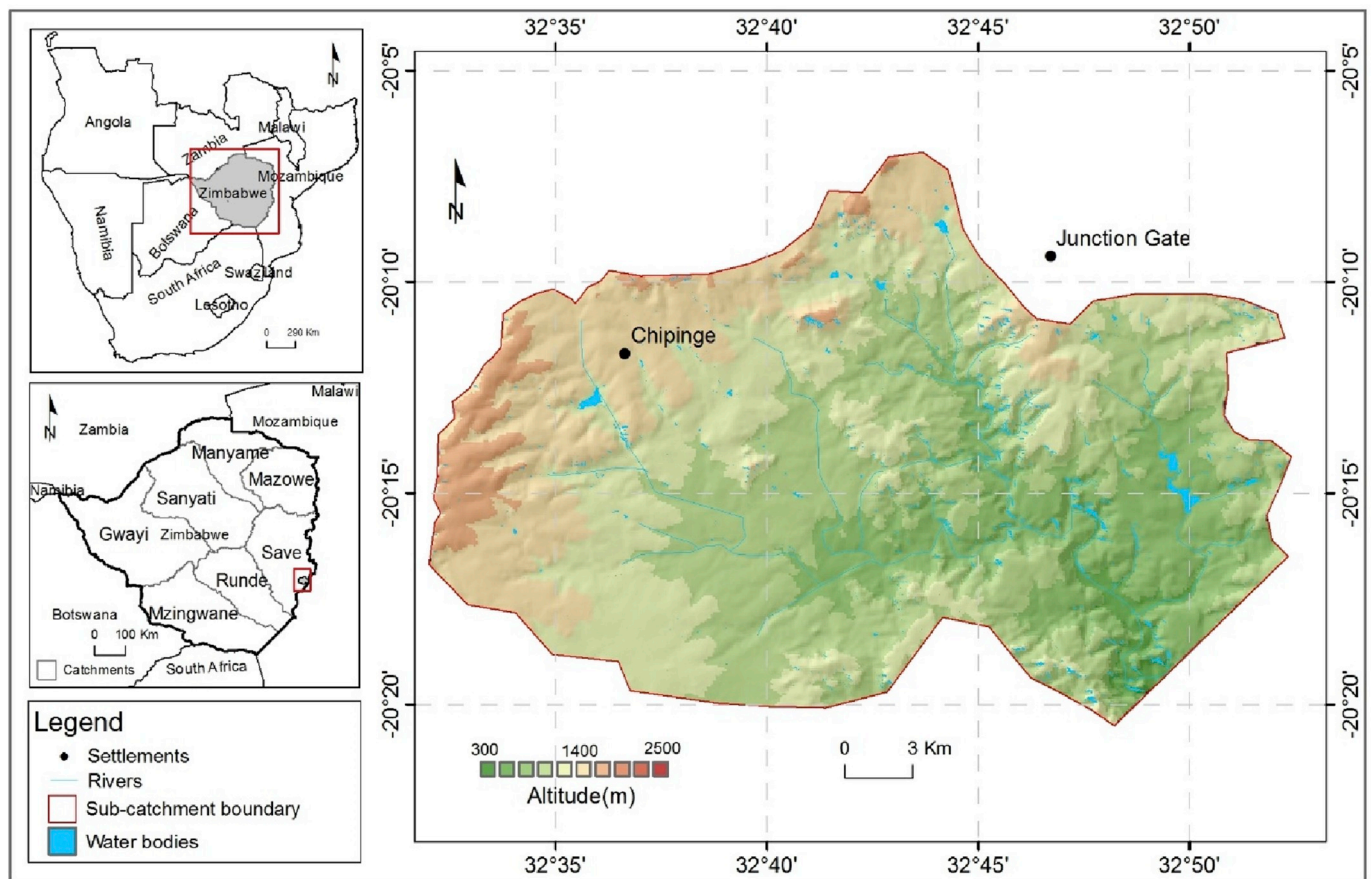 N
Angola
Zambia
Malawi
Mozambique
Zimbabwe
Namibia
Botswana
South Africa
Swaziland
Lesotho
0 290 Km
Malawi
N
Zambia
Mozambique
Manyame
Mazowe
Namibia
Sanyati
Gwayi
Zimbabwe
Save
Runde
Mzingwane
Botswana
0 100 Km
Catchments
South Africa
Legend
Settlements
Rivers
Sub-catchment boundary
Water bodies
32°35' 32°40' 32°45' 32°50'
-20°5' -20°5'
N
Junction Gate
-20°10' -20°10'
Chipinge
-20°15' -20°15'
-20°20' -20°20'
300 1400 2500
Altitude(m)
0 3 Km
32°35' 32°40' 32°45' 32°50'